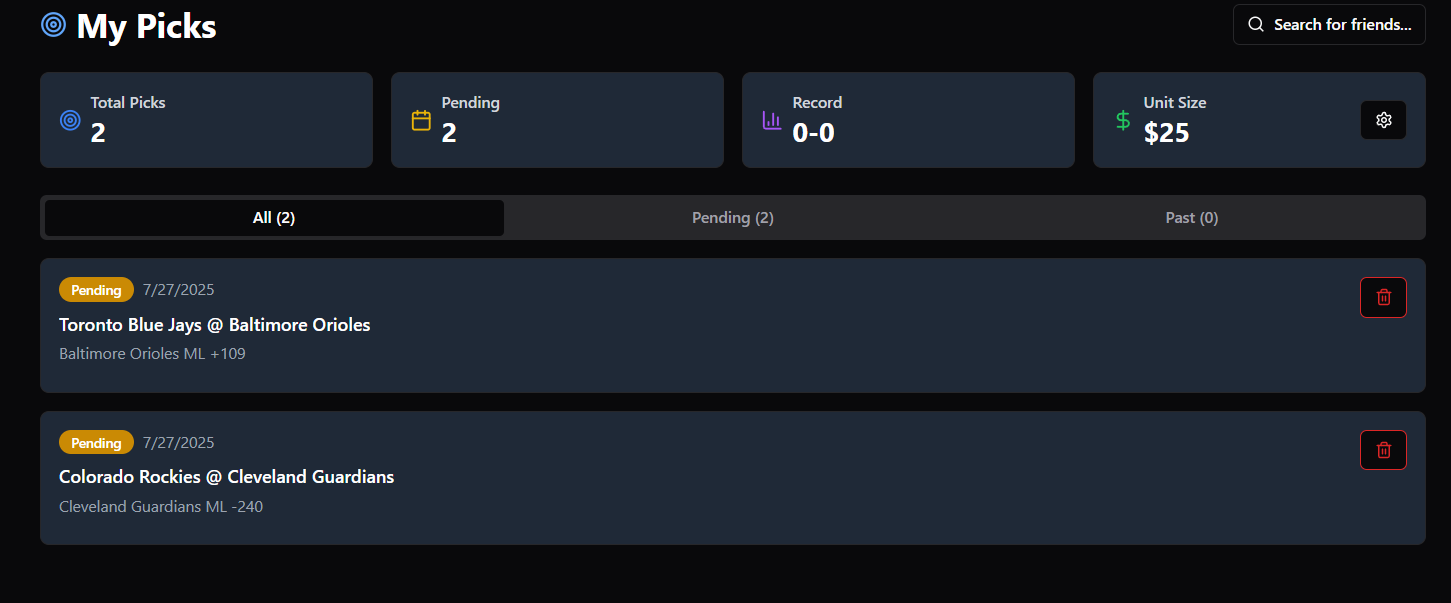 My Picks
Search for friends...
Total Picks
2
Pending
2
Record
0-0
Unit Size
$25
All (2)
Pending (2)
Past (0)
Pending 7/27/2025
Toronto Blue Jays @ Baltimore Orioles
Baltimore Orioles ML +109
Pending 7/27/2025
Colorado Rockies @ Cleveland Guardians
Cleveland Guardians ML -240